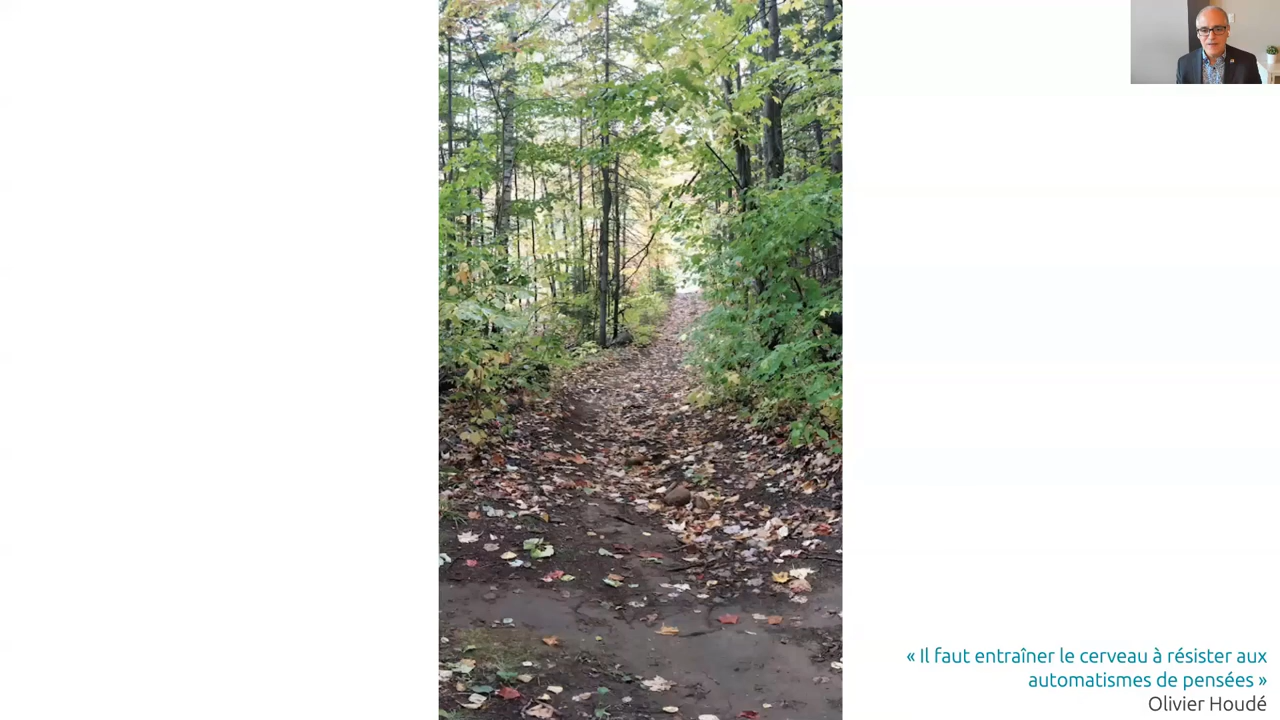 « Il faut entraîner le cerveau à résister aux
automatismes de pensées »
Olivier Houdé